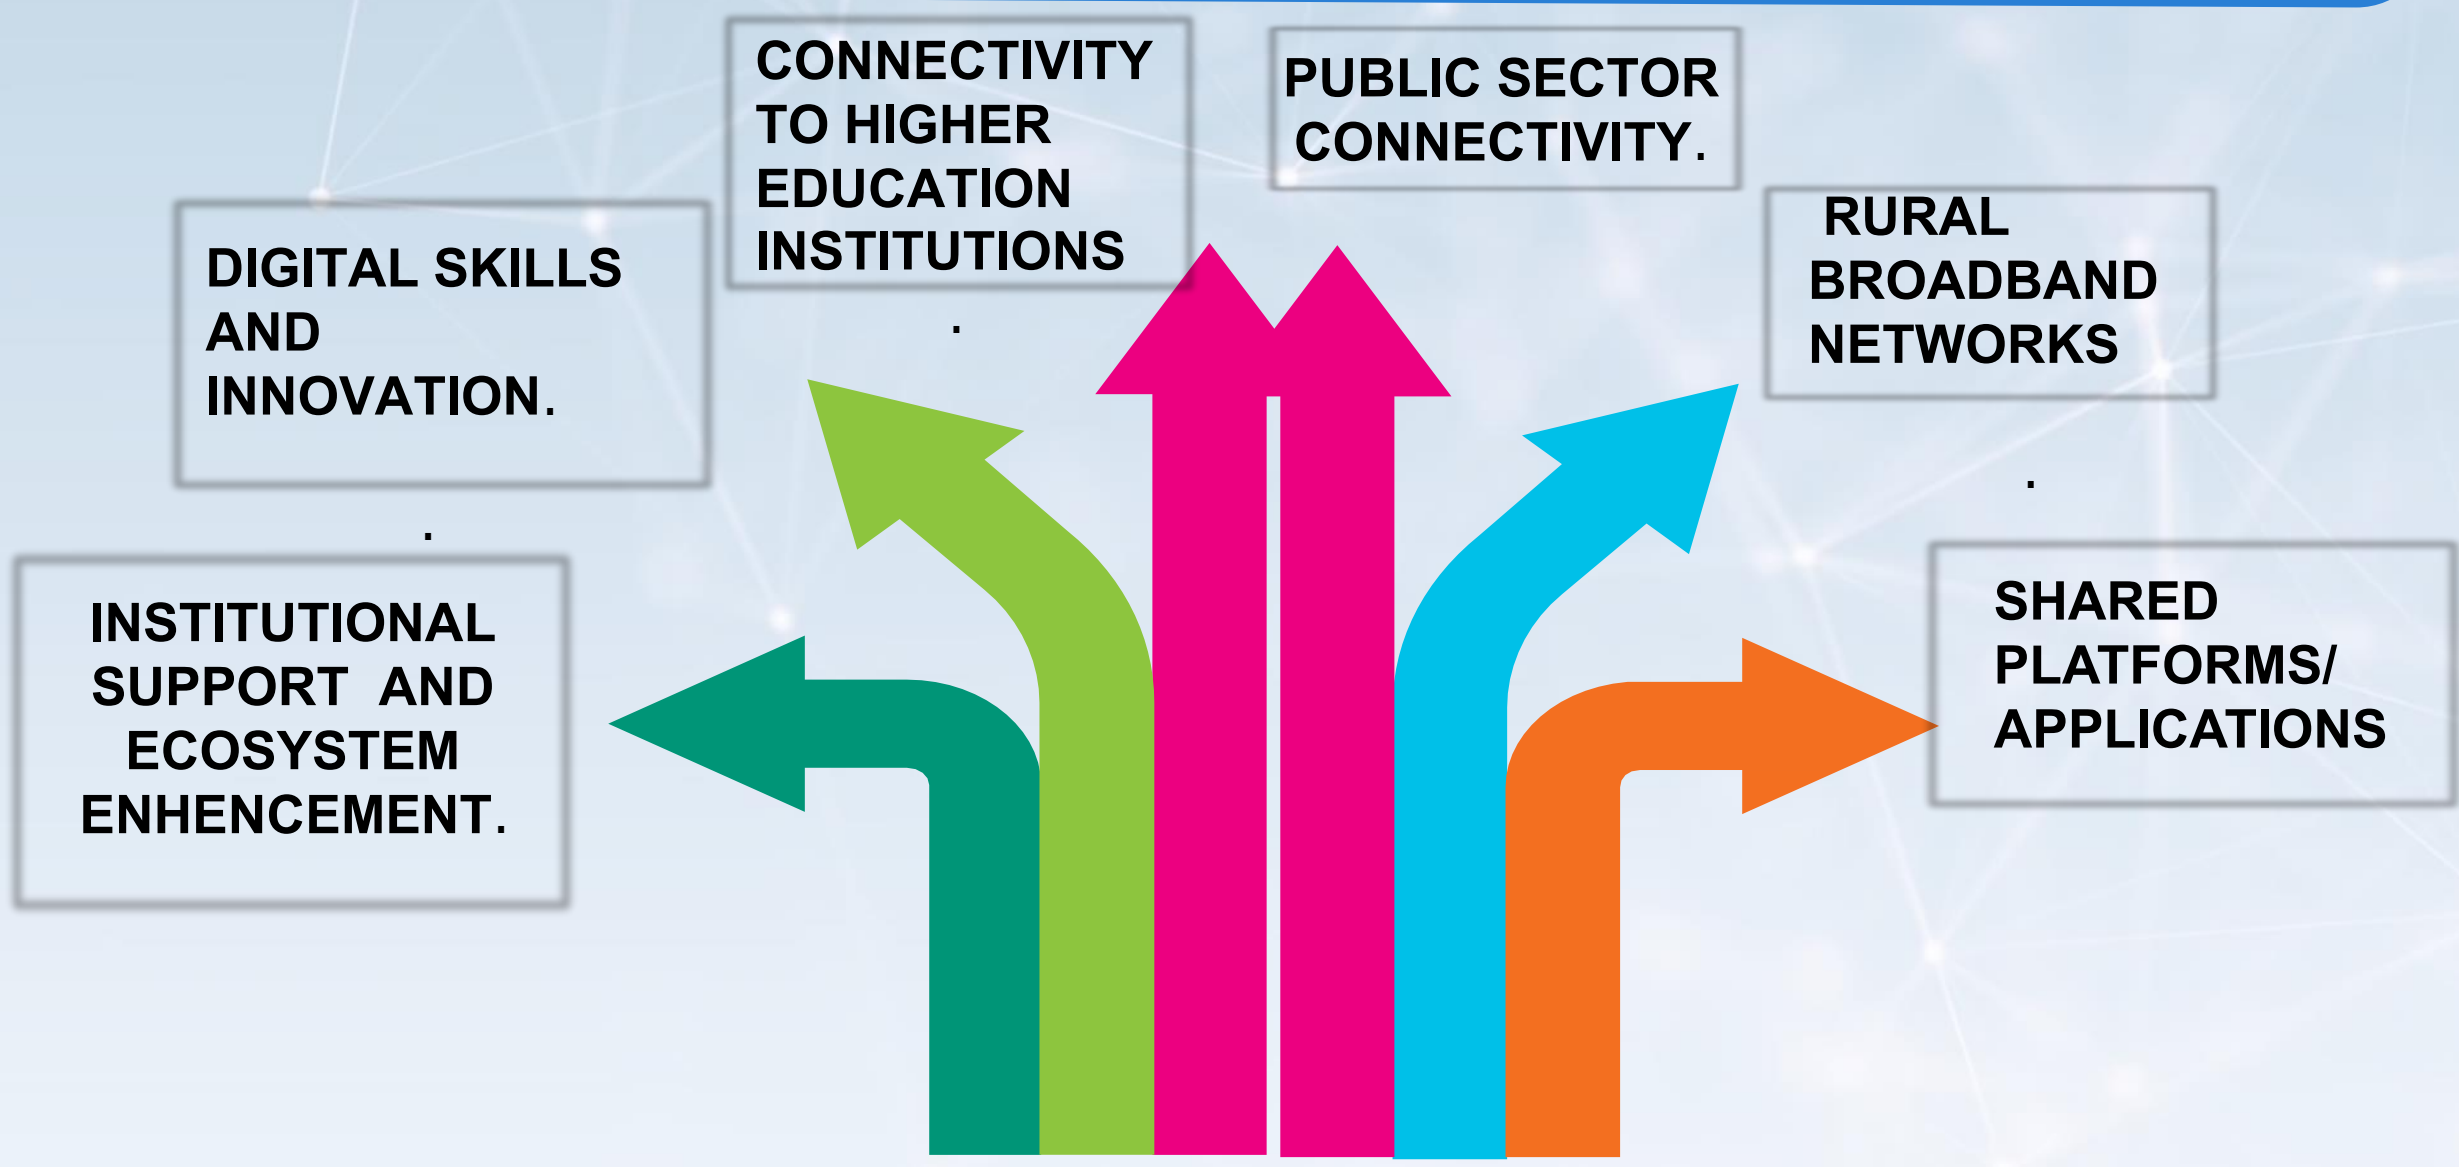 CONNECTIVITY
TO HIGHER
EDUCATION
INSTITUTIONS
.
PUBLIC SECTOR
CONNECTIVITY.
DIGITAL SKILLS
AND
INNOVATION.
.
RURAL
BROADBAND
NETWORKS
.
INSTITUTIONAL
SUPPORT  AND
ECOSYSTEM
ENHENCEMENT.
SHARED
PLATFORMS/
APPLICATIONS